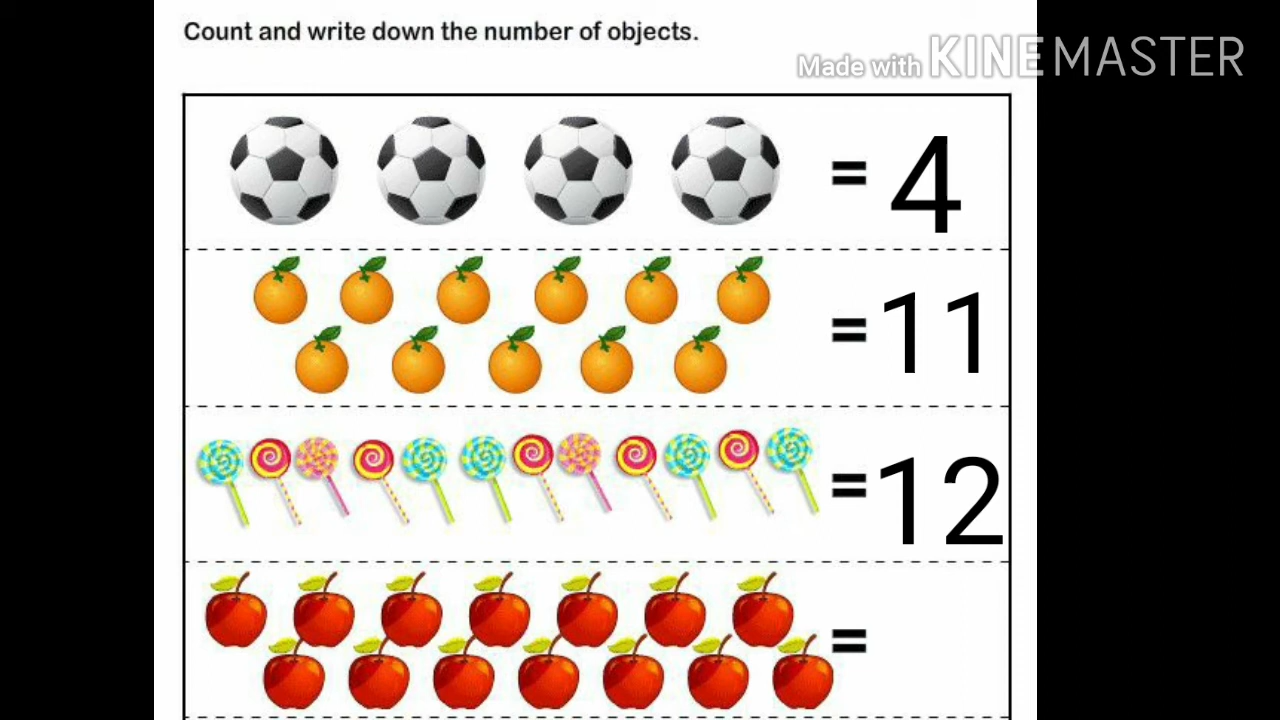 Count and write down the number of objects.
Made with KINEMASTER
= 4
= 11
= 12
=